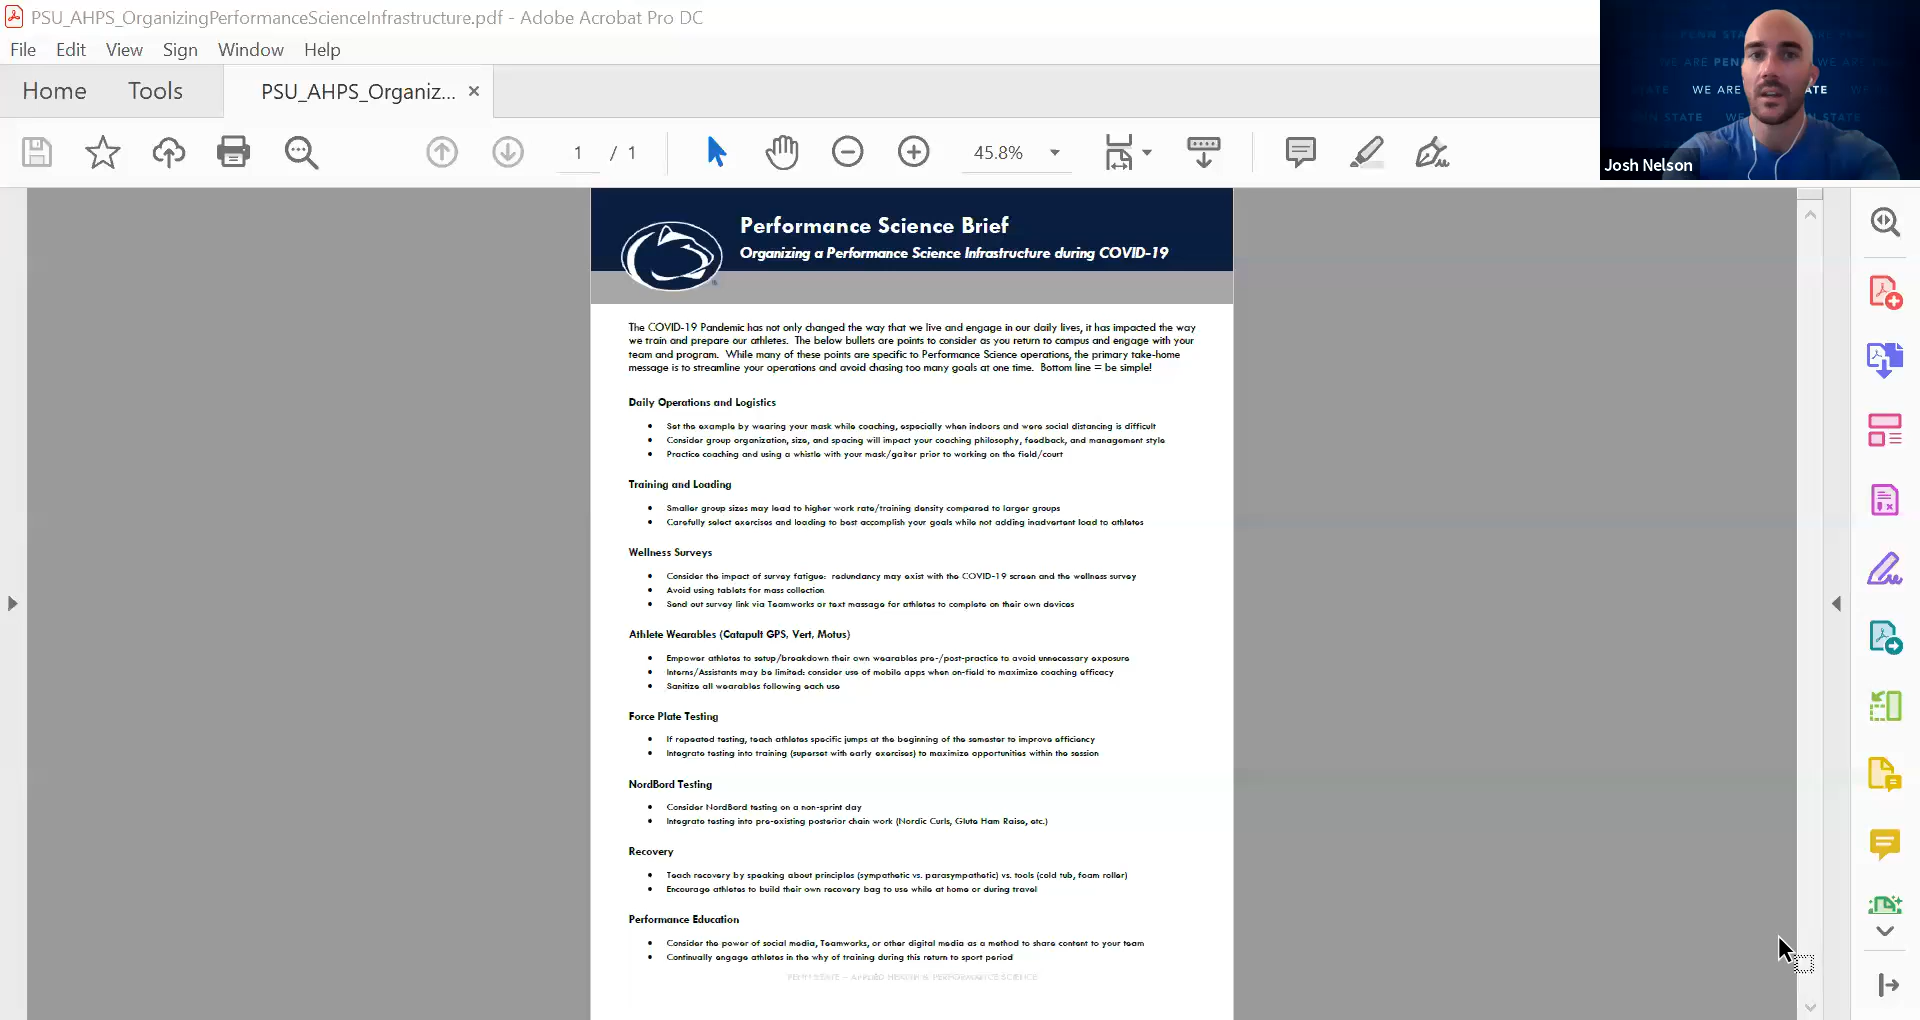 PSU_AHPS_OrganizingPerformanceScienceInfrastructure.pdf - Adobe Acrobat Pro DC
File Edit View Sign Window Help
Home Tools PSU_AHPS_Organiz... ×
1 / 1 45.8%
WE ARE PENN STATE
WE ARE
Josh Nelson
Performance Science Brief
Organizing a Performance Science Infrastructure during COVID-19
The COVID-19 Pandemic has not only changed the way that we live and engage in our daily lives, it has impacted the way
we train and prepare our athletes. The below bullets are points to consider as you return to campus and engage with your
team and program. While many of these points are specific to Performance Science operations, the primary take-home
message is to streamline your operations and avoid chasing too many goals at one time. Bottom line = be simple!
Daily Operations and Logistics
• Set the example by wearing your mask while coaching, especially when indoors and were social distancing is difficult
• Consider group organization, size, and spacing will impact your coaching philosophy, feedback, and management style
• Practice coaching and using a whistle with your mask/gaiter prior to working on the field/court
Training and Loading
• Smaller group sizes may lead to higher work rate/training density compared to larger groups
• Carefully select exercises and loading to best accomplish your goals while not adding inadvertent load to athletes
Wellness Surveys
• Consider the impact of survey fatigue: redundancy may exist with the COVID-19 screen and the wellness survey
• Avoid using tablets for mass collection
• Send out survey link via Teamworks or text massage for athletes to complete on their own devices
Athlete Wearables (Catapult GPS, Vert, Motus)
• Empower athletes to setup/breakdown their own wearables pre-/post-practice to avoid unnecessary exposure
• Interns/Assistants may be limited: consider use of mobile apps when on-field to maximize coaching efficacy
• Sanitize all wearables following each use
Force Plate Testing
• If repeated testing, teach athletes specific jumps at the beginning of the semester to improve efficiency
• Integrate testing into training (superset with early exercises) to maximize opportunities within the session
NordBord Testing
• Consider NordBord testing on a non-sprint day
• Integrate testing into pre-existing posterior chain work (Nordic Curls, Glute Ham Raise, etc.)
Recovery
• Teach recovery by speaking about principles (sympathetic vs. parasympathetic) vs. tools (cold tub, foam roller)
• Encourage athletes to build their own recovery bag to use while at home or during travel
Performance Education
• Consider the power of social media, Teamworks, or other digital media as a method to share content to your team
• Continually engage athletes in the why of training during this return to sport period
PENN STATE – APPLIED HEALTH & PERFORMANCE SCIENCE